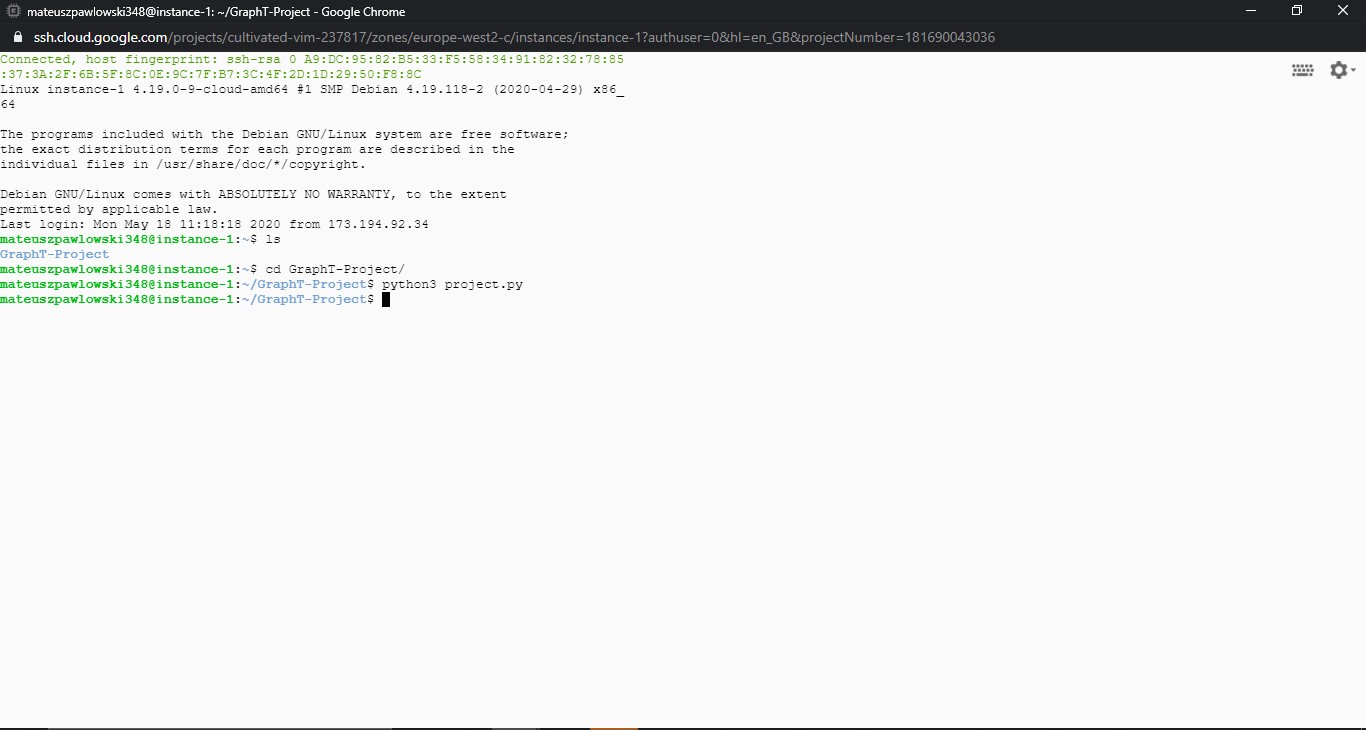 mateuszpawlowski348@instance-1: ~/GraphT-Project - Google Chrome
ssh.cloud.google.com/projects/cultivated-vim-237817/zones/europe-west2-c/instances/instance-1?authuser=0&hl=en_GB&projectNumber=181690043036
Connected, host fingerprint: ssh-rsa 0 A9:DC:95:82:B5:33:F5:58:34:91:82:32:78:85
:37:3A:2F:6B:5F:8C:0E:9C:7F:B7:3C:4F:2D:1D:29:50:F8:8C
Linux instance-1 4.19.0-9-cloud-amd64 #1 SMP Debian 4.19.118-2 (2020-04-29) x86_
64
The programs included with the Debian GNU/Linux system are free software;
the exact distribution terms for each program are described in the
individual files in /usr/share/doc/*/copyright.
Debian GNU/Linux comes with ABSOLUTELY NO WARRANTY, to the extent
permitted by applicable law.
Last login: Mon May 18 11:18:18 2020 from 173.194.92.34
mateuszpawlowski348@instance-1:~$ ls
GraphT-Project
mateuszpawlowski348@instance-1:~$ cd GraphT-Project/
mateuszpawlowski348@instance-1:~/GraphT-Project$ python3 project.py
mateuszpawlowski348@instance-1:~/GraphT-Project$